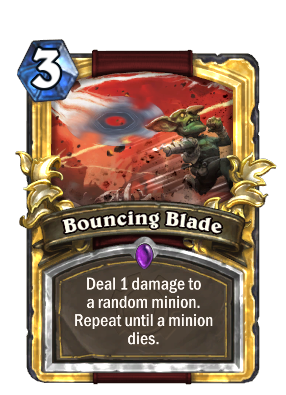 3
Bouncing Blade
Deal 1 damage to
a random minion.
Repeat until a minion
dies.